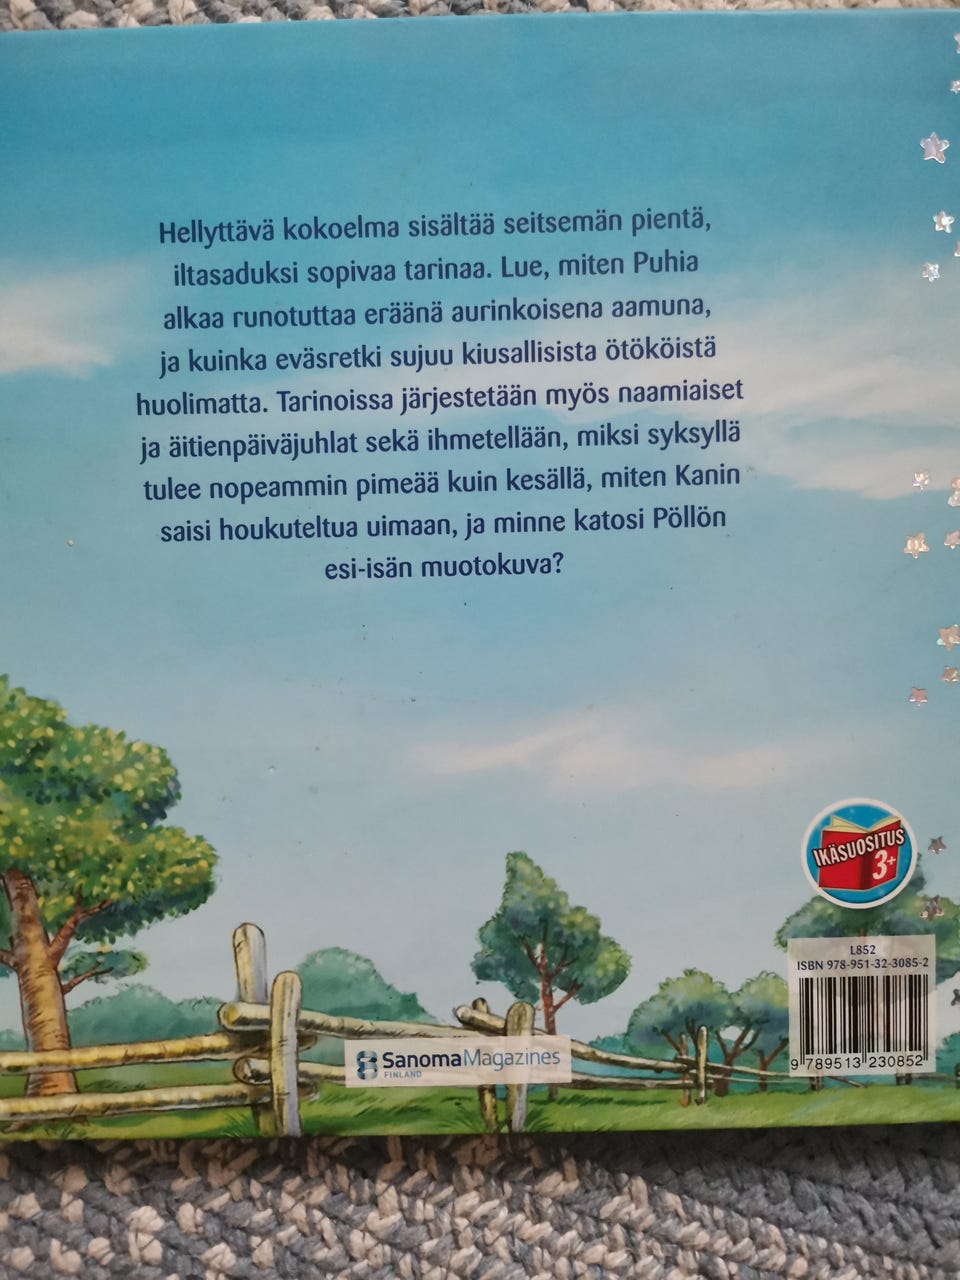 Hellyttävä kokoelma sisältää seitsemän pientä,
iltasaduksi sopivaa tarinaa. Lue, miten Puhia
alkaa runotuttaa eräänä aurinkoisena aamuna,
ja kuinka eväsretki sujuu kiusallisista ötököistä
huolimatta. Tarinoissa järjestetään myös naamiaiset
ja äitienpäiväjuhlat sekä ihmetellään, miksi syksyllä
tulee nopeammin pimeää kuin kesällä, miten Kanin
saisi houkuteltua uimaan, ja minne katosi Pöllön
esi-isän muotokuva?
IKÄSUOSITUS
3+
L852
ISBN 978-951-32-3085-2
9 789513 230852
SanomaMagazines
FINLAND